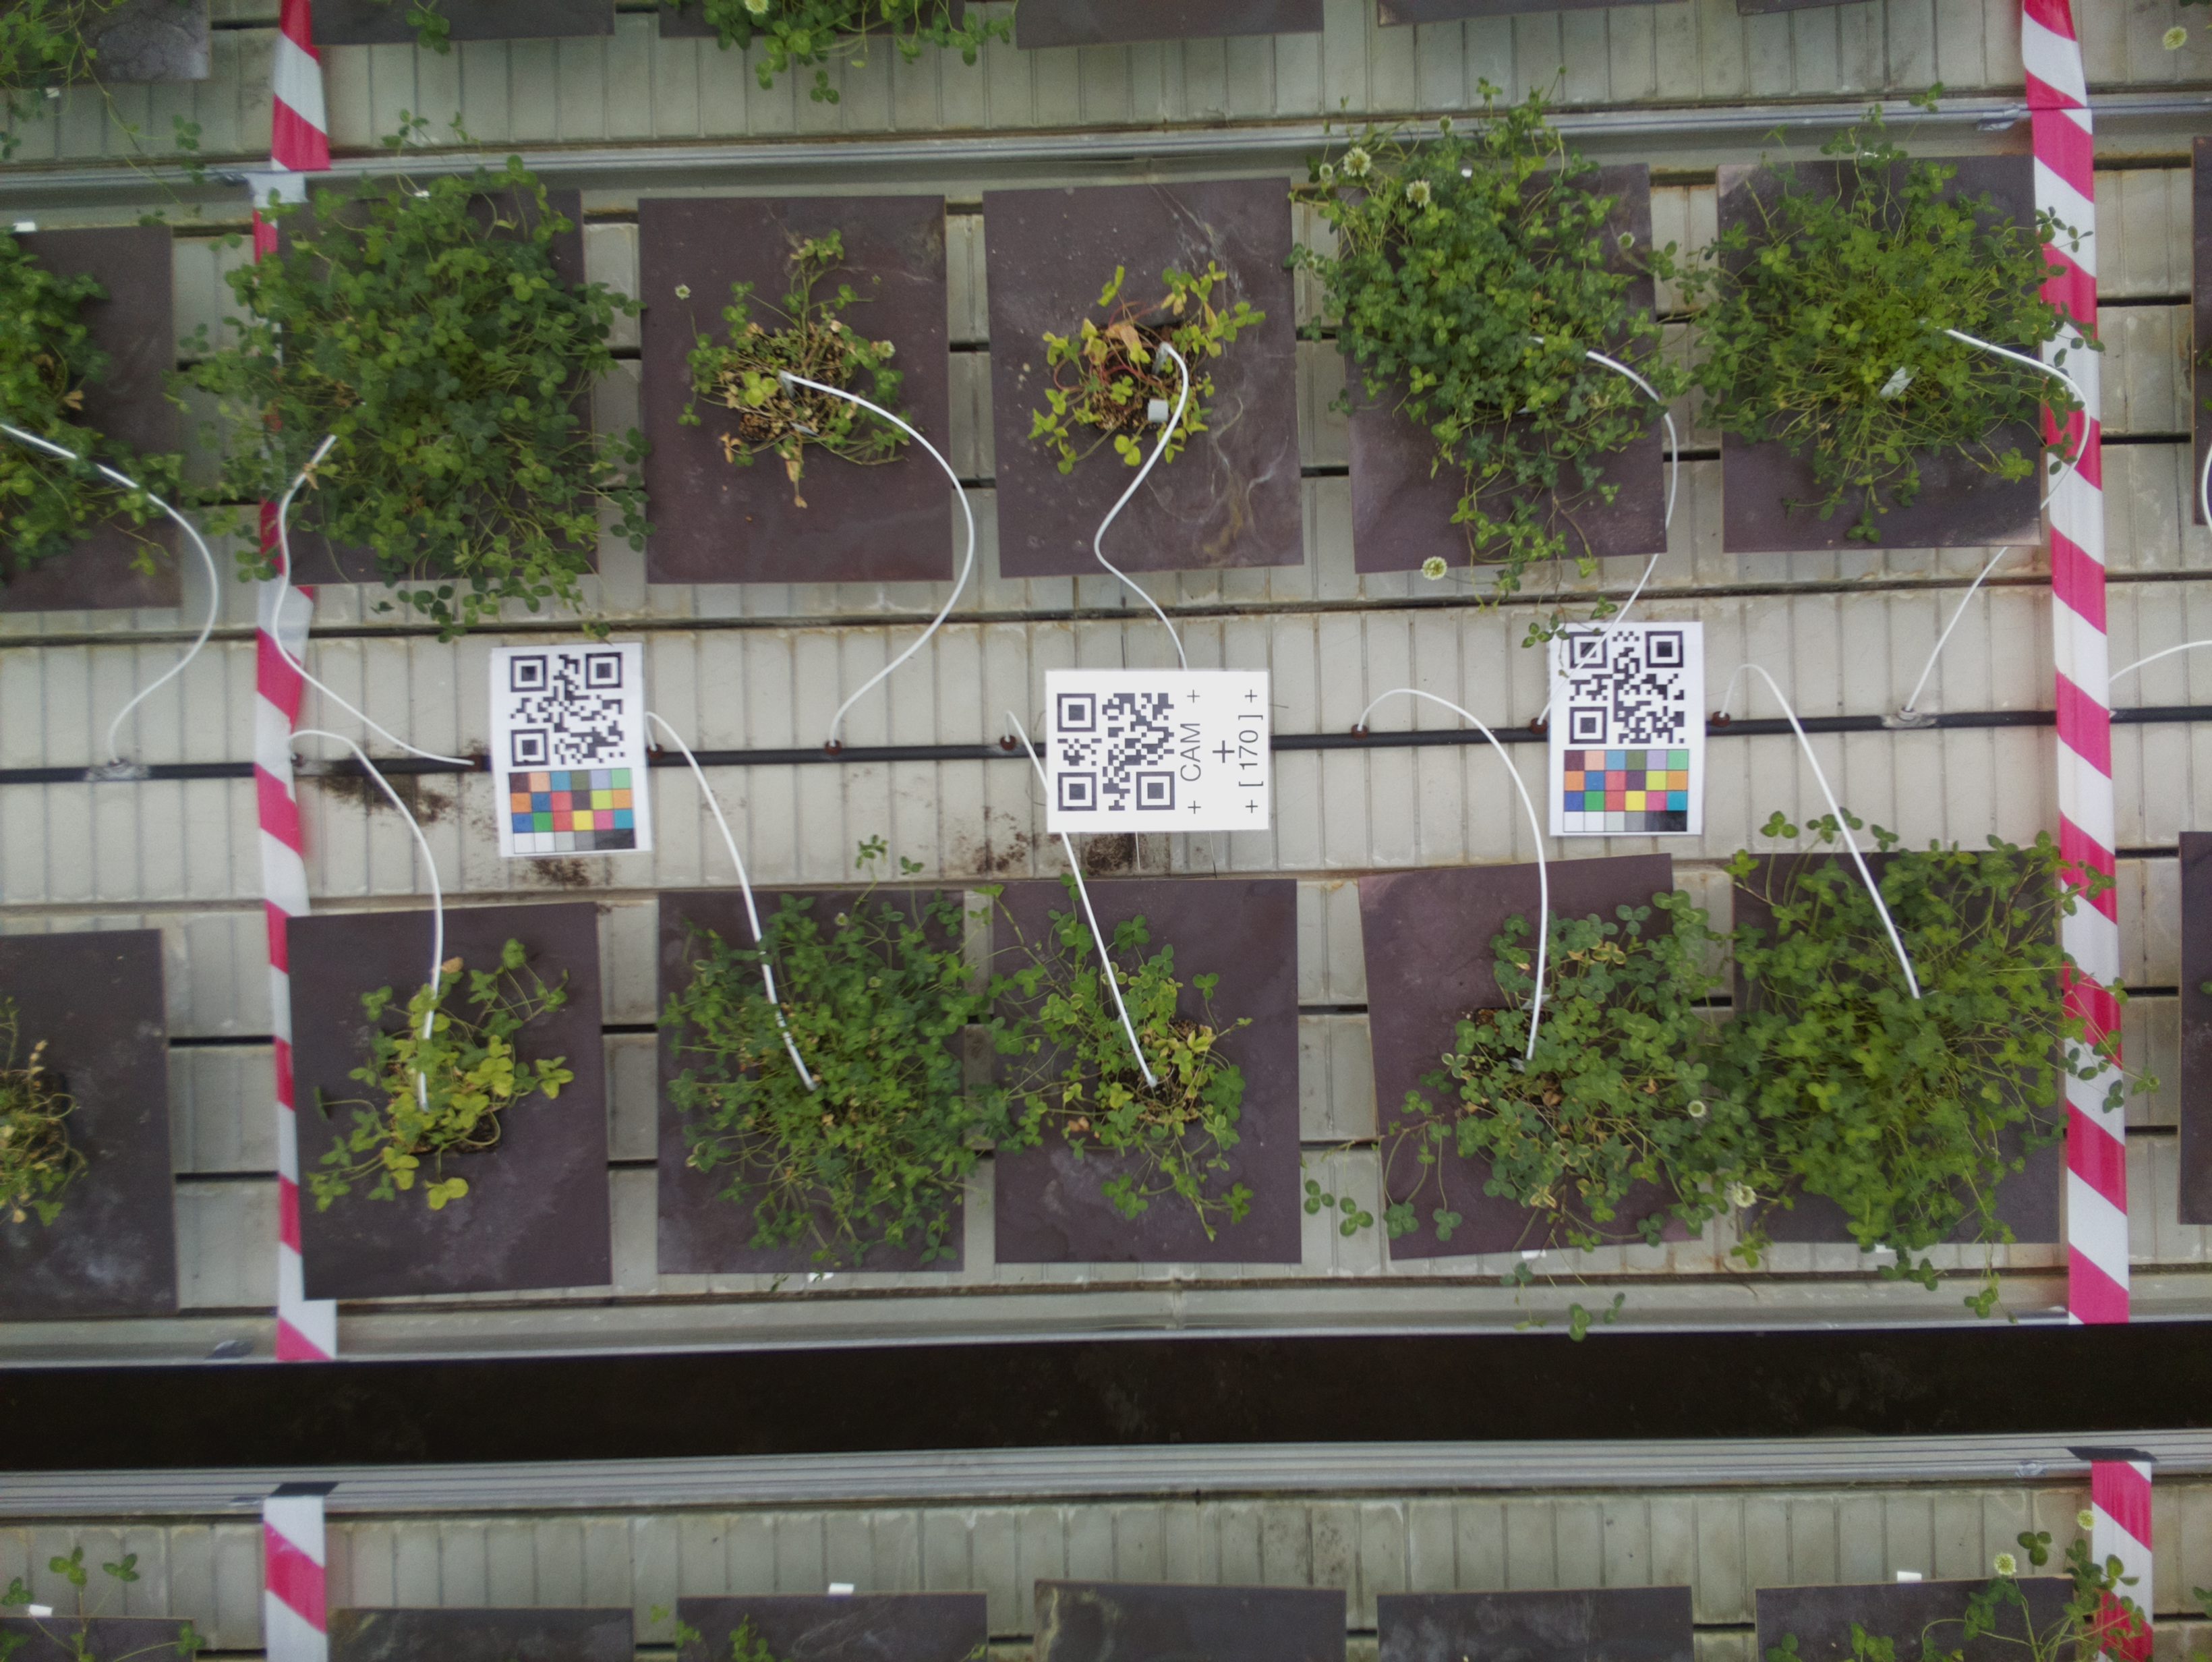 + CAM +
+
+ [ 170 ] +